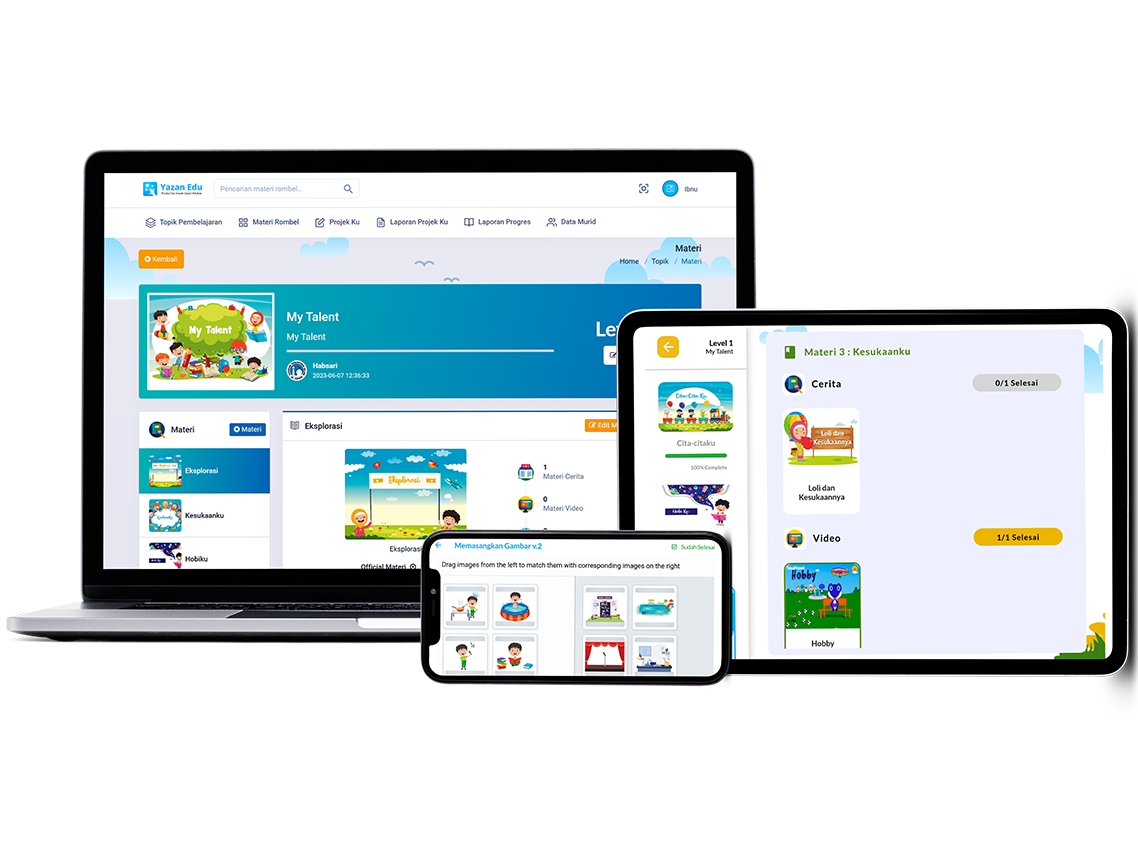 Yazan Edu
Pencarian materi rombel...
Ibnu
Topik Pembelajaran
Materi Rombel
Projek Ku
Laporan Projek Ku
Laporan Progres
Data Murid
Kembali
Materi
Home / Topik / Materi
My Talent
My Talent
My Talent
Habsari
2023-06-07 12:36:33
Materi
Materi
Eksplorasi
Kesukaanku
Hobiku
Eksplorasi
Edit
Eksplorasi
1
Materi Cerita
0
Materi Video
Official Materi
Level 1
My Talent
Cita-citaku
100% Complete
Materi 3 : Kesukaanku
Cerita
0/1 Selesai
Loli dan
Kesukaannya
Loli dan
Kesukaannya
Video
1/1 Selesai
Hobby
Hobby
Memasangkan Gambar v.2
Sudah Selesai
Drag images from the left to match them with corresponding images on the right